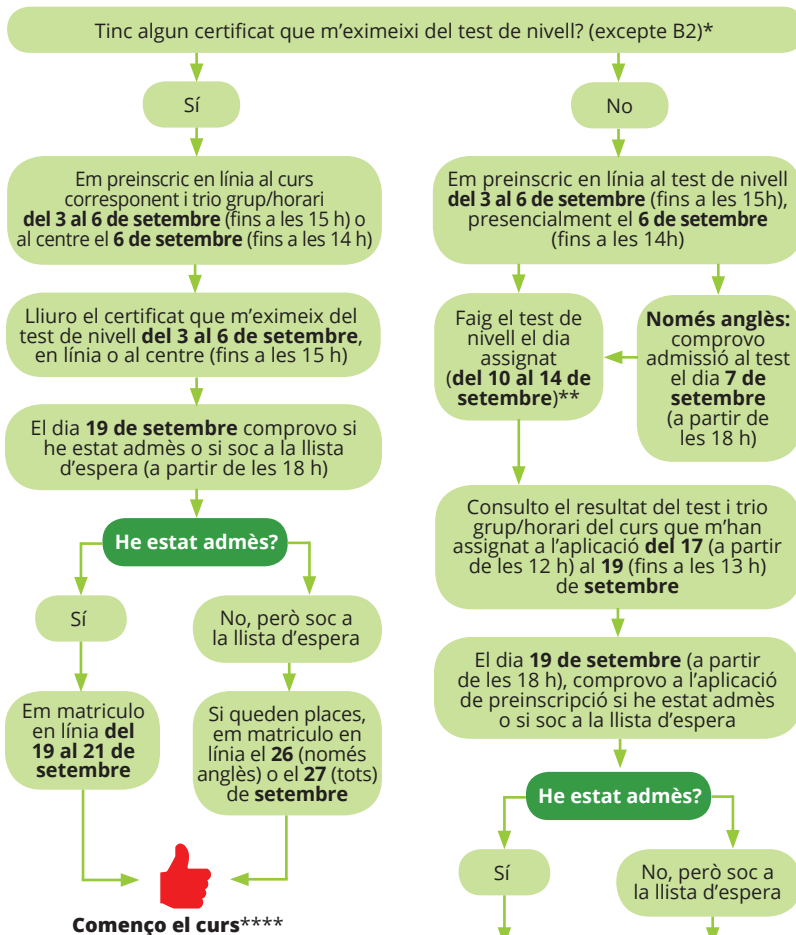 Tinc algun certificat que m’eximeixi del test de nivell? (excepte B2)*
Sí
Em preinscric en línia al curs
corresponent i trio grup/horari
del 3 al 6 de setembre (fins a les 15 h) o
al centre el 6 de setembre (fins a les 14 h)
Lliuro el certificat que m’eximeix del
test de nivell del 3 al 6 de setembre,
en línia o al centre (fins a les 15 h)
El dia 19 de setembre comprovo si
he estat admès o si soc a la llista
d’espera (a partir de les 18 h)
He estat admès?
Sí
Em matriculo
en línia del
19 al 21 de
setembre
No, però soc a
la llista d’espera
Si queden places,
em matriculo en
línia el 26 (només
anglès) o el 27 (tots)
de setembre
Començo el curs****
No
Em preinscric en línia al test de nivell
del 3 al 6 de setembre (fins a les 15h),
presencialment el 6 de setembre
(fins a les 14h)
Faig el test de
nivell el dia
assignat
(del 10 al 14 de
setembre)**
Només anglès:
comprovo
admissió al test
el dia 7 de
setembre
(a partir de
les 18 h)
Consulto el resultat del test i trio
grup/horari del curs que m’han
assignat a l’aplicació del 17 (a partir
de les 12 h) al 19 (fins a les 13 h)
de setembre
El dia 19 de setembre (a partir
de les 18 h), comprovo a l’aplicació
de preinscripció si he estat admès
o si soc a la llista d’espera
He estat admès?
Sí
No, però soc a
la llista d’espera